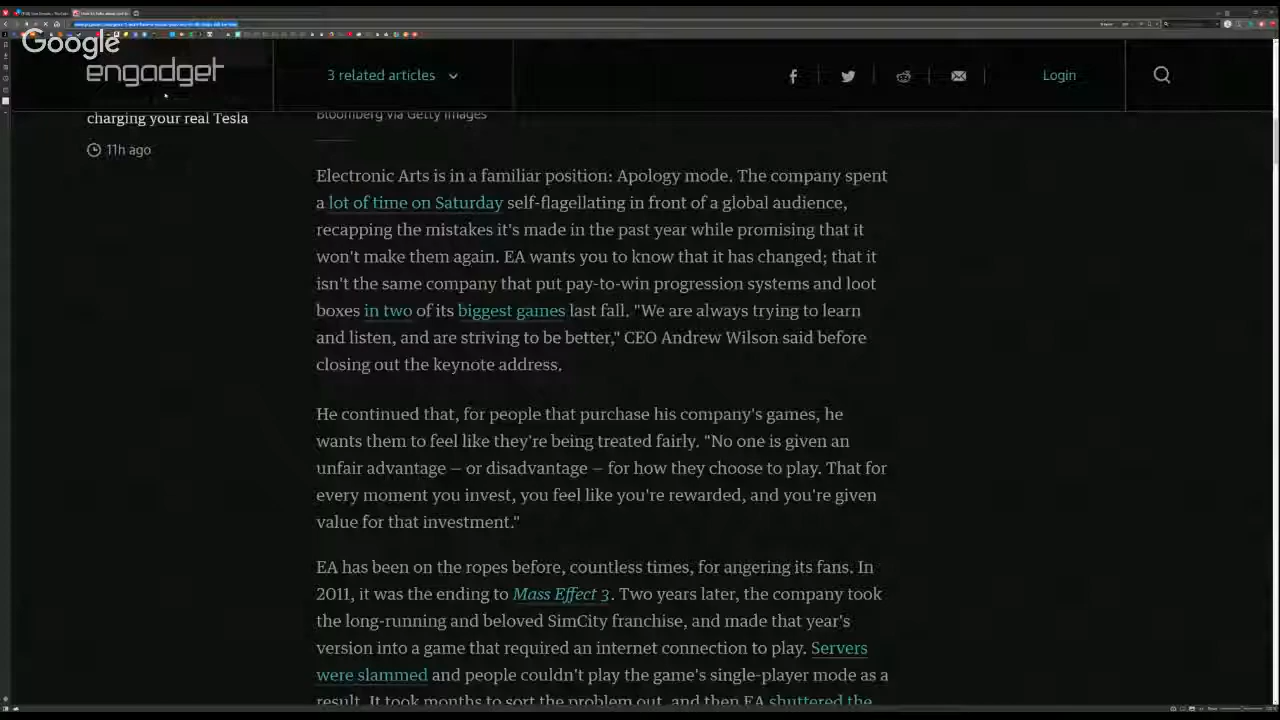 Google
engadget
3 related articles
Login
charging your real Tesla
11h ago
Bloomberg via Getty Images
Electronic Arts is in a familiar position: Apology mode. The company spent
a lot of time on Saturday self-flagellating in front of a global audience,
recapping the mistakes it's made in the past year while promising that it
won't make them again. EA wants you to know that it has changed; that it
isn't the same company that put pay-to-win progression systems and loot
boxes in two of its biggest games last fall. "We are always trying to learn
and listen, and are striving to be better," CEO Andrew Wilson said before
closing out the keynote address.
He continued that, for people that purchase his company's games, he
wants them to feel like they're being treated fairly. "No one is given an
unfair advantage — or disadvantage — for how they choose to play. That for
every moment you invest, you feel like you're rewarded, and you're given
value for that investment."
EA has been on the ropes before, countless times, for angering its fans. In
2011, it was the ending to Mass Effect 3. Two years later, the company took
the long-running and beloved SimCity franchise, and made that year's
version into a game that required an internet connection to play. Servers
were slammed and people couldn't play the game's single-player mode as a
result. It took months to sort the problem out, and then EA shuttered the